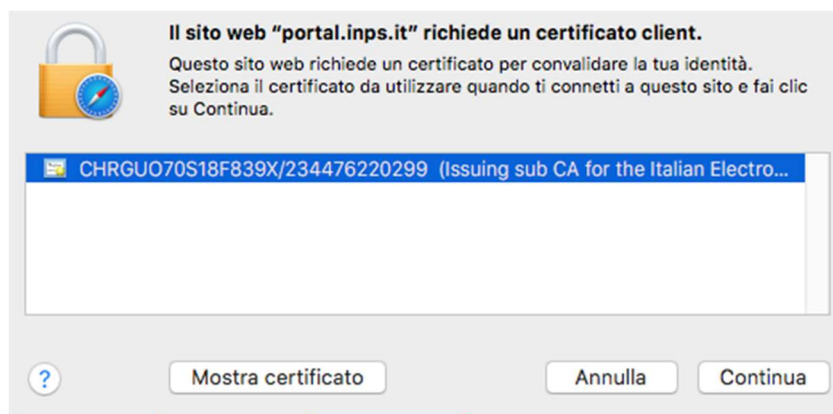 Il sito web “portal.inps.it” richiede un certificato client.
Questo sito web richiede un certificato per convalidare la tua identità.
Seleziona il certificato da utilizzare quando ti connetti a questo sito e fai clic
su Continua.
CHRGUO70S18F839X/234476220299 (Issuing sub CA for the Italian Electro...
?
Mostra certificato
Annulla
Continua